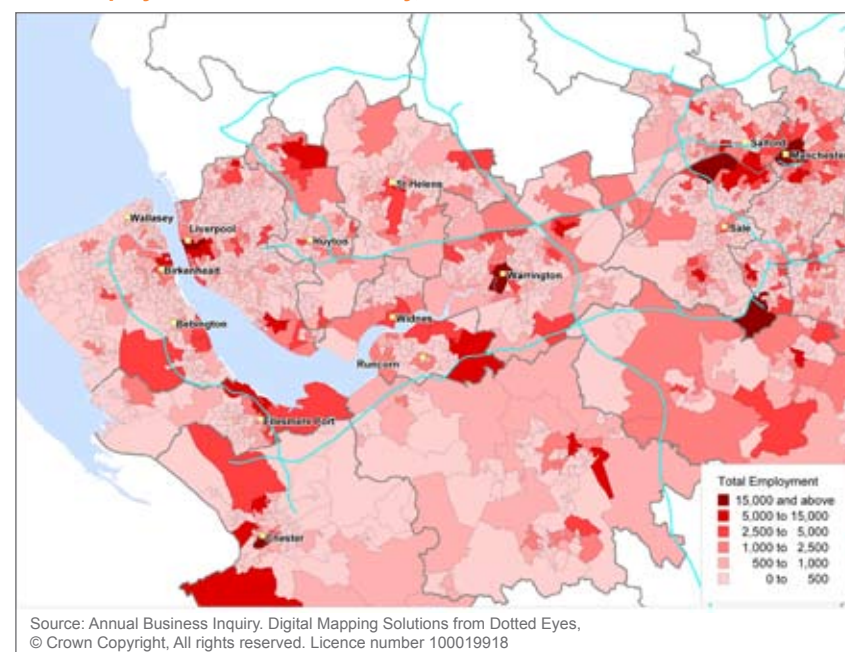 Salford
Manchester
St Helens
Wallasey
Liverpool
Sale
Huyton
Birkenhead
Warrington
Bebington
Widnes
Runcorn
Ellesmere Port
Chester
Total Employment
15,000 and above
5,000 to 15,000
2,500 to 5,000
1,000 to 2,500
500 to 1,000
0 to 500
Source: Annual Business Inquiry. Digital Mapping Solutions from Dotted Eyes,
© Crown Copyright, All rights reserved. Licence number 100019918